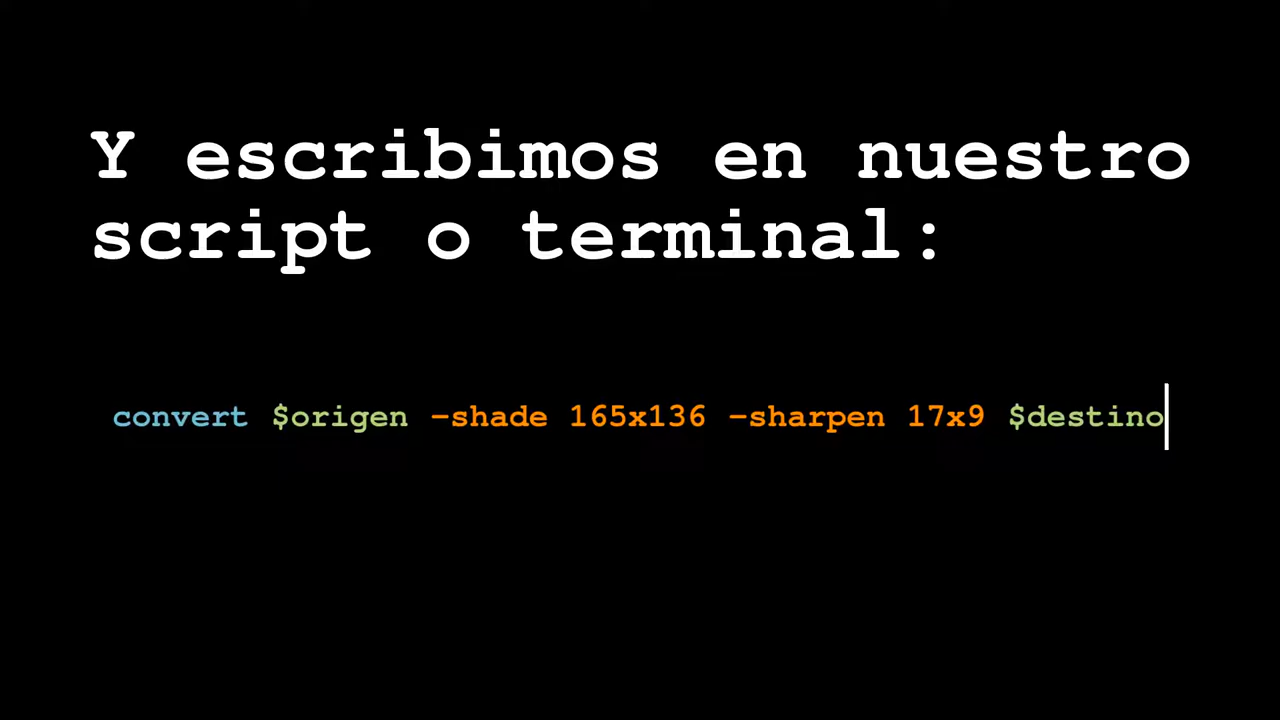 Y escribimos en nuestro
script o terminal:
convert $origen –shade 165x136 –sharpen 17x9 $destino